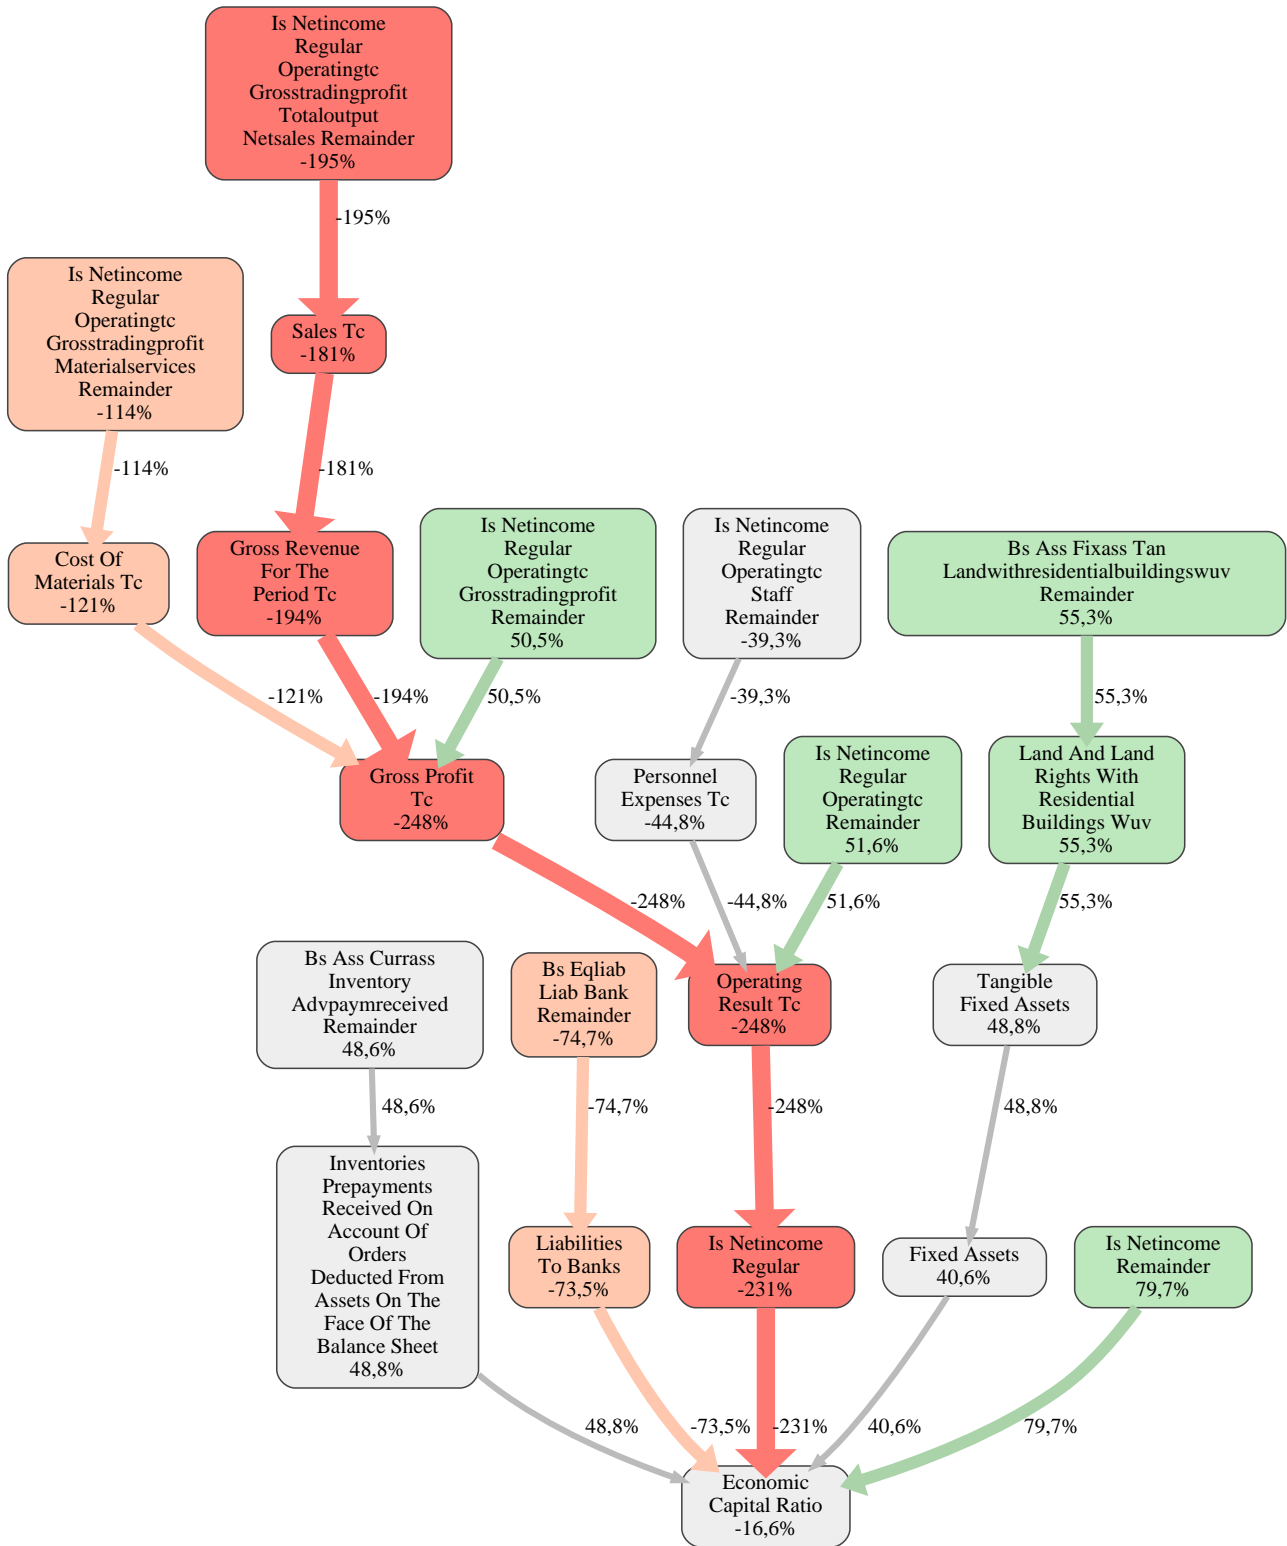 Is Netincome
Regular
Operatingtc
Grosstradingprofit
Totaloutput
Netsales Remainder
-195%
-195%
Is Netincome
Regular
Operatingtc
Grosstradingprofit
Materialservices
Remainder
-114%
Sales Tc
-181%
-114%
-181%
Cost Of
Materials Tc
-121%
Gross Revenue
For The
Period Tc
-194%
Is Netincome
Regular
Operatingtc
Grosstradingprofit
Remainder
50,5%
Is Netincome
Regular
Operatingtc
Staff
Remainder
-39,3%
Bs Ass Fixass Tan
Landwithresidentialbuildingswuv
Remainder
55,3%
-121%
-194%
50,5%
-39,3%
55,3%
Gross Profit
Tc
-248%
Personnel
Expenses Tc
-44,8%
Is Netincome
Regular
Operatingtc
Remainder
51,6%
Land And Land
Rights With
Residential
Buildings Wuv
55,3%
-248%
-44,8%
51,6%
55,3%
Bs Ass Currass
Inventory
Advpaymreceived
Remainder
48,6%
Bs Eqliab
Liab Bank
Remainder
-74,7%
Operating
Result Tc
-248%
Tangible
Fixed Assets
48,8%
48,6%
-74,7%
-248%
48,8%
Inventories
Prepayments
Received On
Account Of
Orders
Deducted From
Assets On The
Face Of The
Balance Sheet
48,8%
Liabilities
To Banks
-73,5%
Is Netincome
Regular
-231%
Fixed Assets
40,6%
Is Netincome
Remainder
79,7%
48,8%
-73,5%
-231%
40,6%
79,7%
Economic
Capital Ratio
-16,6%